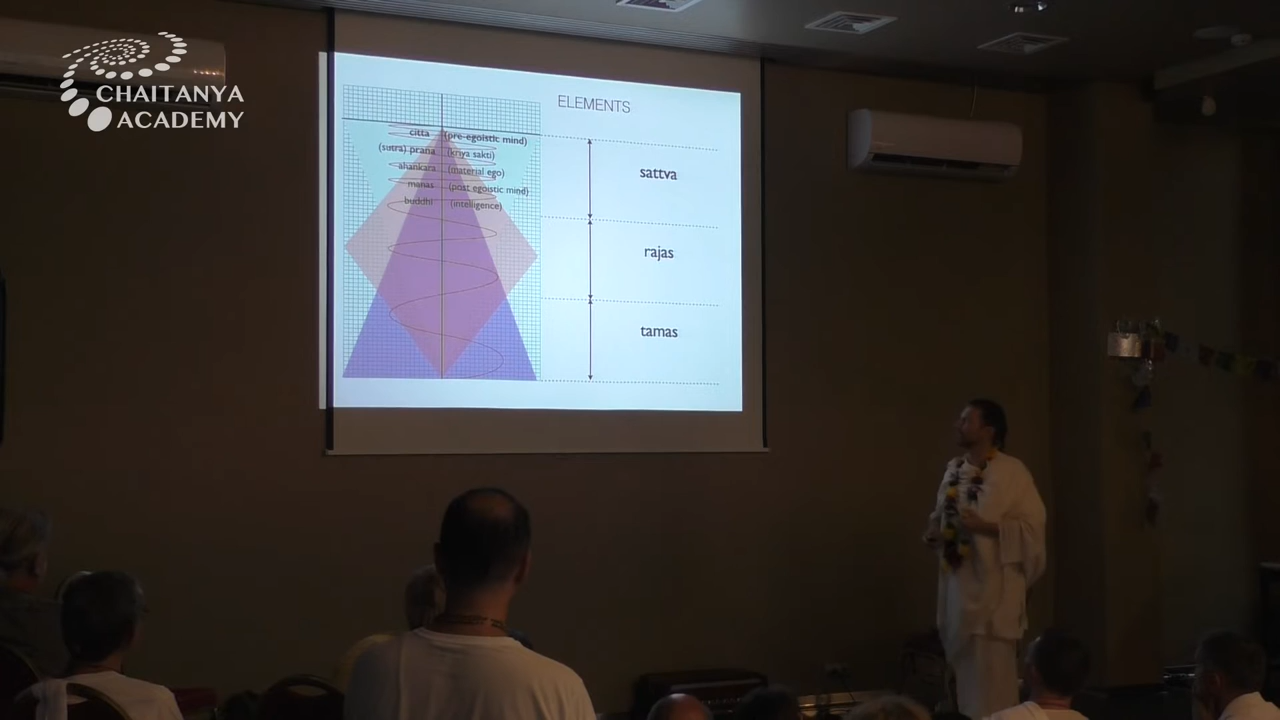 CHAITANYA
ACADEMY
ELEMENTS
citta (pre-egoistic mind)
(sutra) prana (kriya sakti)
ahankara (material ego)
manas (post egoistic mind)
buddhi (intelligence)
sattva
rajas
tamas